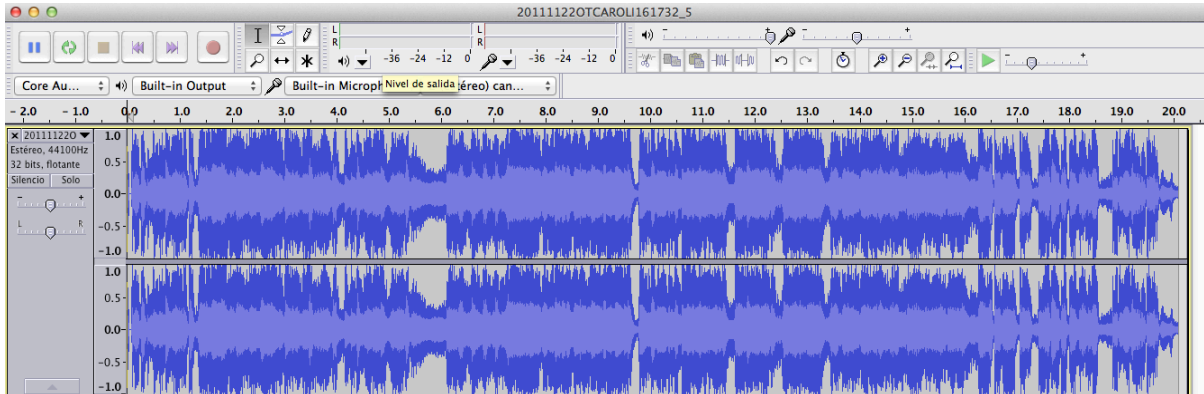 20111122OTCAROLI161732_5
L
R
L
R
-36 -24 -12 0
-36 -24 -12 0
Core Au... Built-in Output Built-in Microph Nivel de salida téreo) can...
- 2.0 - 1.0 0.0 1.0 2.0 3.0 4.0 5.0 6.0 7.0 8.0 9.0 10.0 11.0 12.0 13.0 14.0 15.0 16.0 17.0 18.0 19.0 20.0
201111220
Estéreo, 44100Hz
32 bits, flotante
Silencio Solo
- +
L R
1.0
0.5
0.0
-0.5
-1.0
1.0
0.5
0.0
-0.5
-1.0